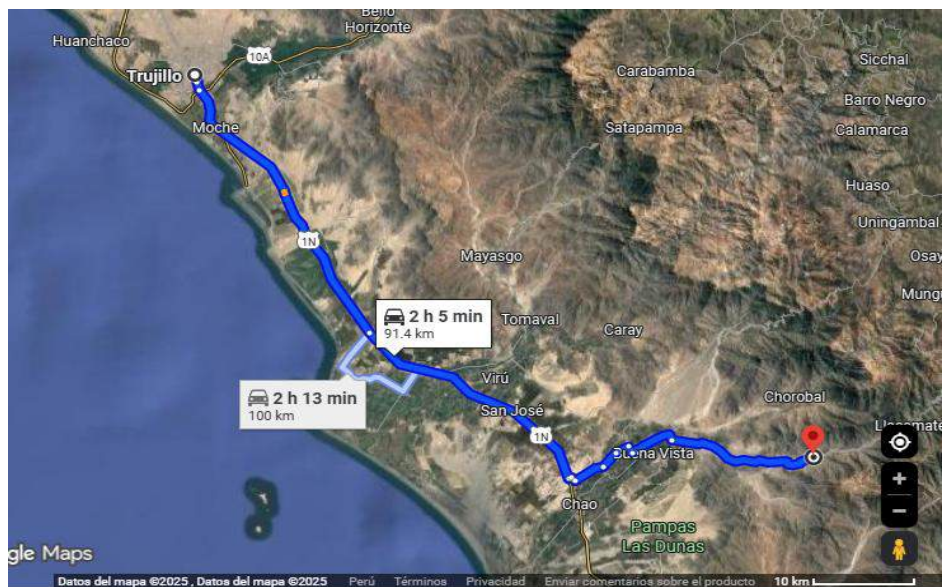 Bello
Horizonte
Huanchaco
10A
Sicchal
Trujillo
Carabamba
Barro Negro
Moche
Satapampa
Calamarca
Huaso
Uningambal
1N
Mayasgo
Osay
Mungu
2 h 5 min
91.4 km
Tomaval
Caray
2 h 13 min
100 km
Virú
Chorobal
San José
1N
Buena Vista
Chao
Pampas
Las Dunas
gle Maps
Datos del mapa ©2025 , Datos del mapa ©2025 Perú Términos Privacidad Enviar comentarios sobre el producto 10 km